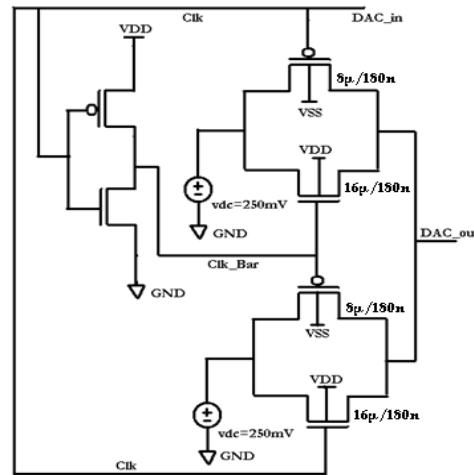 Clk
DAC_in
VDD
8µ/180n
VSS
VDD
16µ/180n
vdc=250mV
GND
DAC_ou
Clk_Bar
GND
8µ/180n
VSS
VDD
16µ/180n
vdc=250mV
Clk
GND